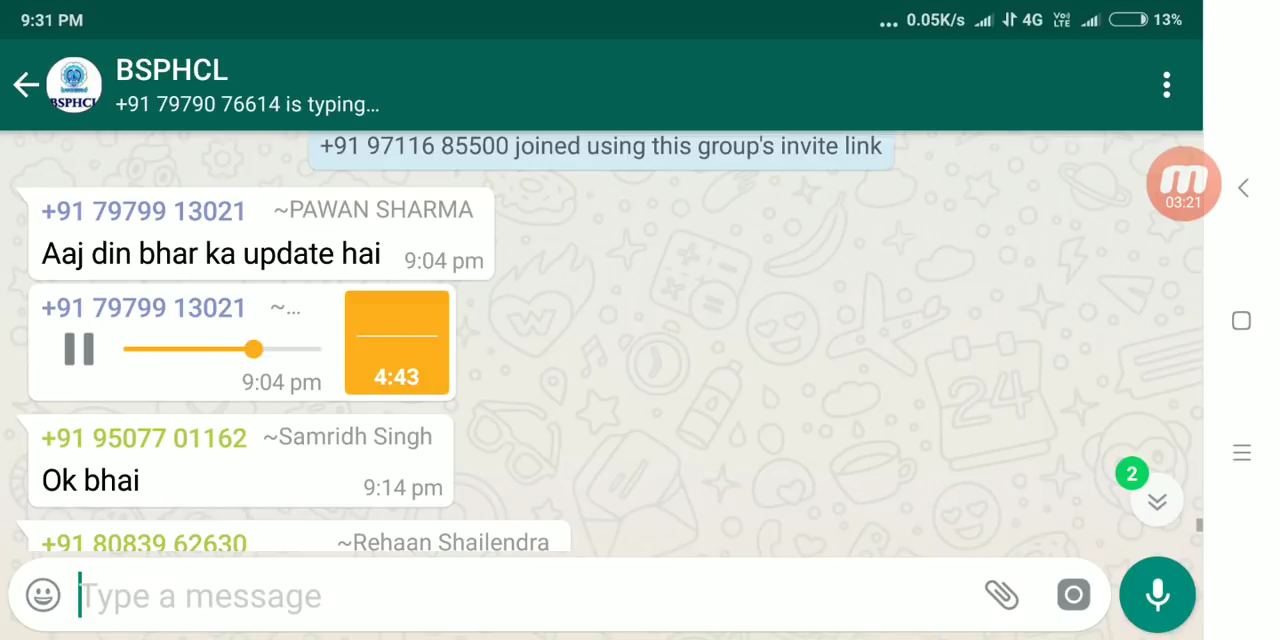 9:31 PM
... 0.05K/s 4G Vo) LTE 13%
BSPHCL
BSPHCL
+91 79790 76614 is typing...
+91 97116 85500 joined using this group's invite link
03:21
+91 79799 13021 ~PAWAN SHARMA
Aaj din bhar ka update hai 9:04 pm
+91 79799 13021 ~...
9:04 pm
4:43
+91 95077 01162 ~Samridh Singh
Ok bhai 9:14 pm
2
+91 80839 62630 ~Rehaan Shailendra
Type a message